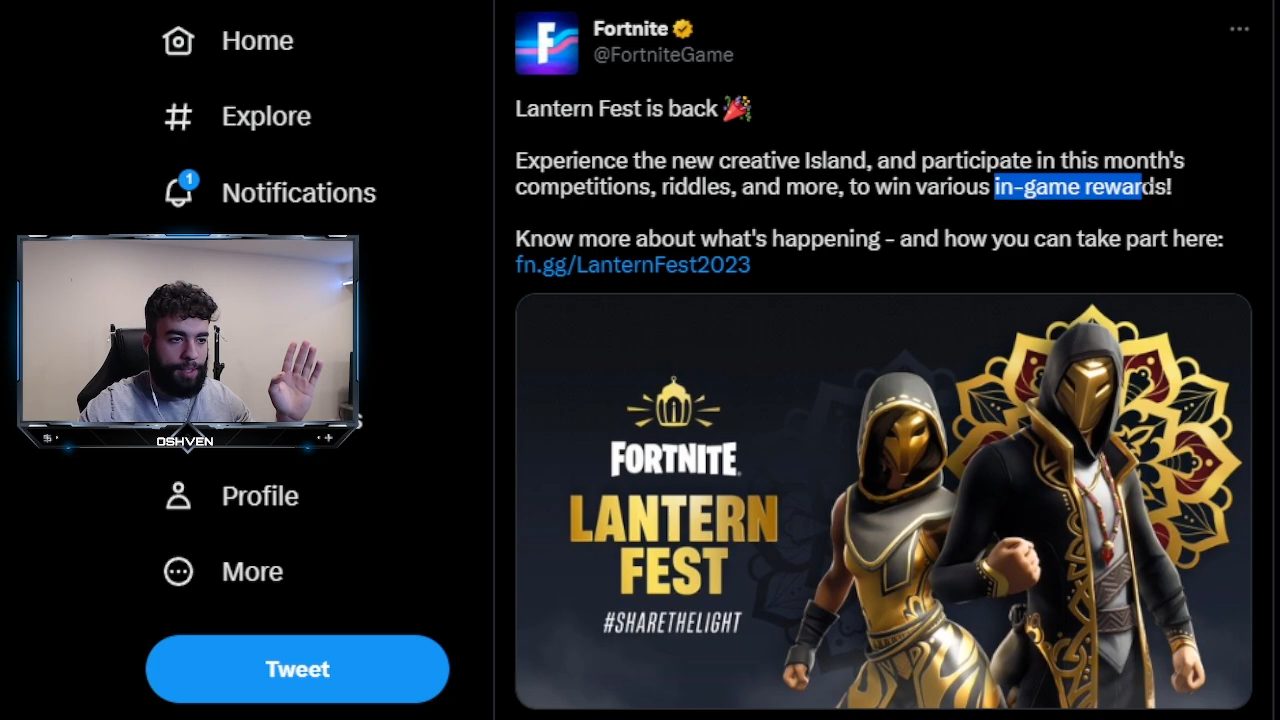 Home
Explore
1
Notifications
OSHVEN
Profile
More
Tweet
Fortnite
@FortniteGame
Lantern Fest is back
Experience the new creative Island, and participate in this month's
competitions, riddles, and more, to win various in-game rewards!
Know more about what's happening - and how you can take part here:
fn.gg/LanternFest2023
FORTNITE
LANTERN
FEST
#SHARETHELIGHT